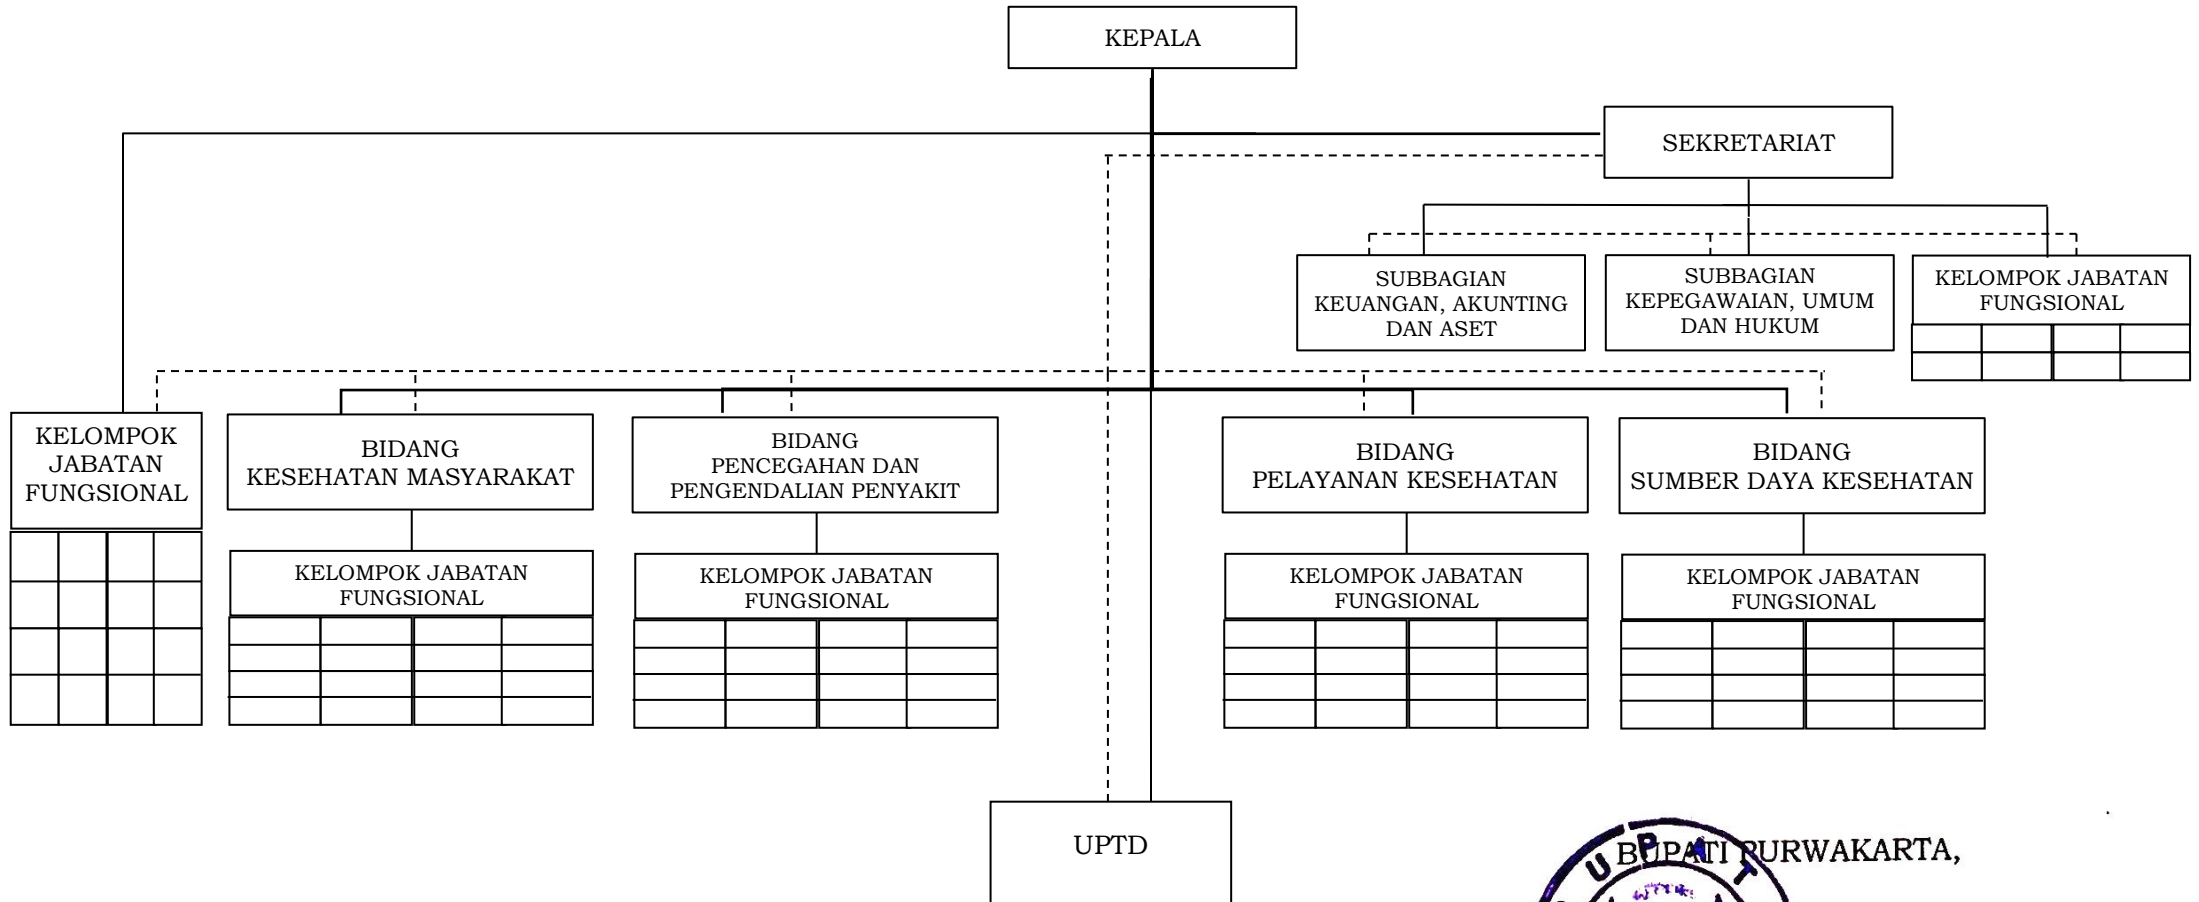 KEPALA
SEKRETARIAT
SUBBAGIAN
KEUANGAN, AKUNTING
DAN ASET
SUBBAGIAN
KEPEGAWAIAN, UMUM
DAN HUKUM
KELOMPOK JABATAN
FUNGSIONAL
KELOMPOK
JABATAN
FUNGSIONAL
BIDANG
KESEHATAN MASYARAKAT
BIDANG
PENCEGAHAN DAN
PENGENDALIAN PENYAKIT
BIDANG
PELAYANAN KESEHATAN
BIDANG
SUMBER DAYA KESEHATAN
KELOMPOK JABATAN
FUNGSIONAL
KELOMPOK JABATAN
FUNGSIONAL
KELOMPOK JABATAN
FUNGSIONAL
KELOMPOK JABATAN
FUNGSIONAL
UPTD
BUPATI PURWAKARTA,
U P A T